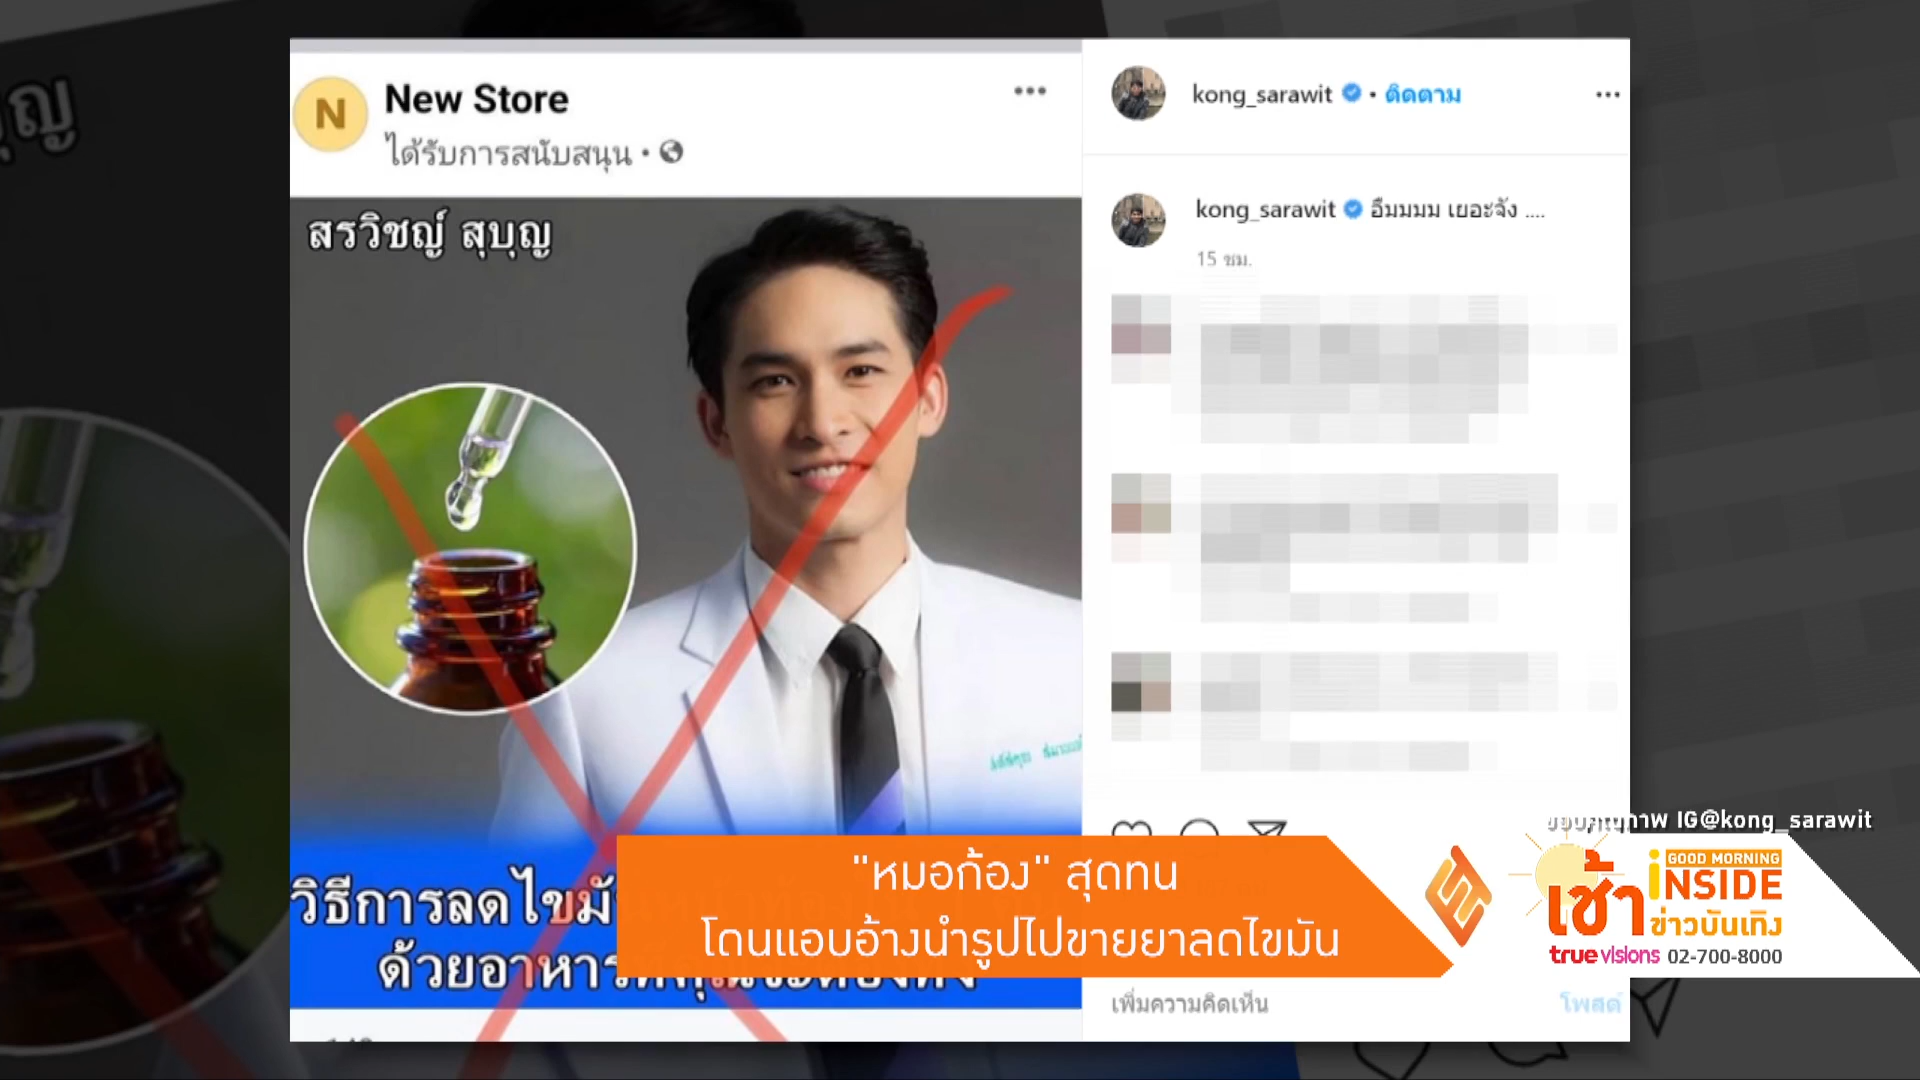 New Store
N
ได้รับการสนับสนุน
สรวิชญ์ สุบุญ
วิธีการลดไขมัน
ด้วยอาหาร
kong_sarawit • ติดตาม
kong_sarawit อืมมมม เยอะจัง ....
15 ชม.
เพิ่มความคิดเห็น
โพสต์
"หมอก้อง" สุดทน
โดนแอบอ้างนำรูปไปขายยาลดไขมัน
ขอบคุณภาพ IG@kong_sarawit
เช้า
GOOD MORNING
iNSIDE
ข่าวบันเทิง
truevisions 02-700-8000